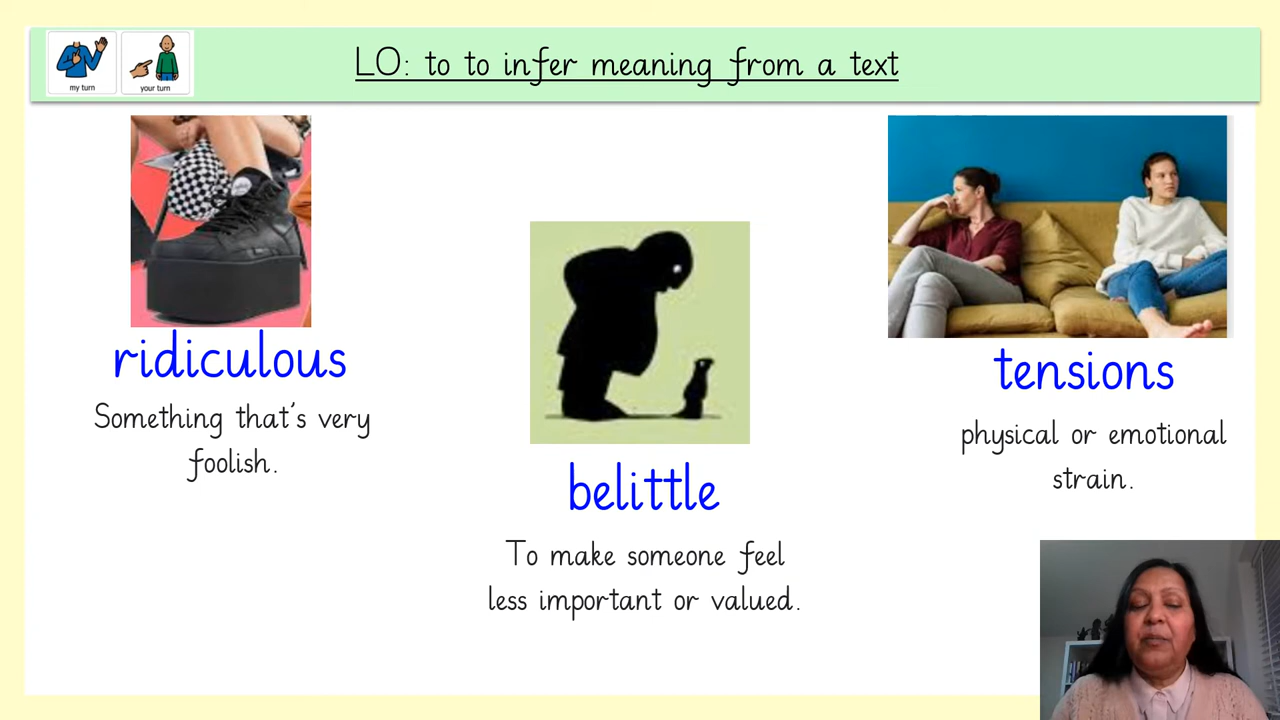 my turn
your turn
LO: to to infer meaning from a text
ridiculous
Something that's very
foolish.
belittle
To make someone feel
less important or valued.
tensions
physical or emotional
strain.